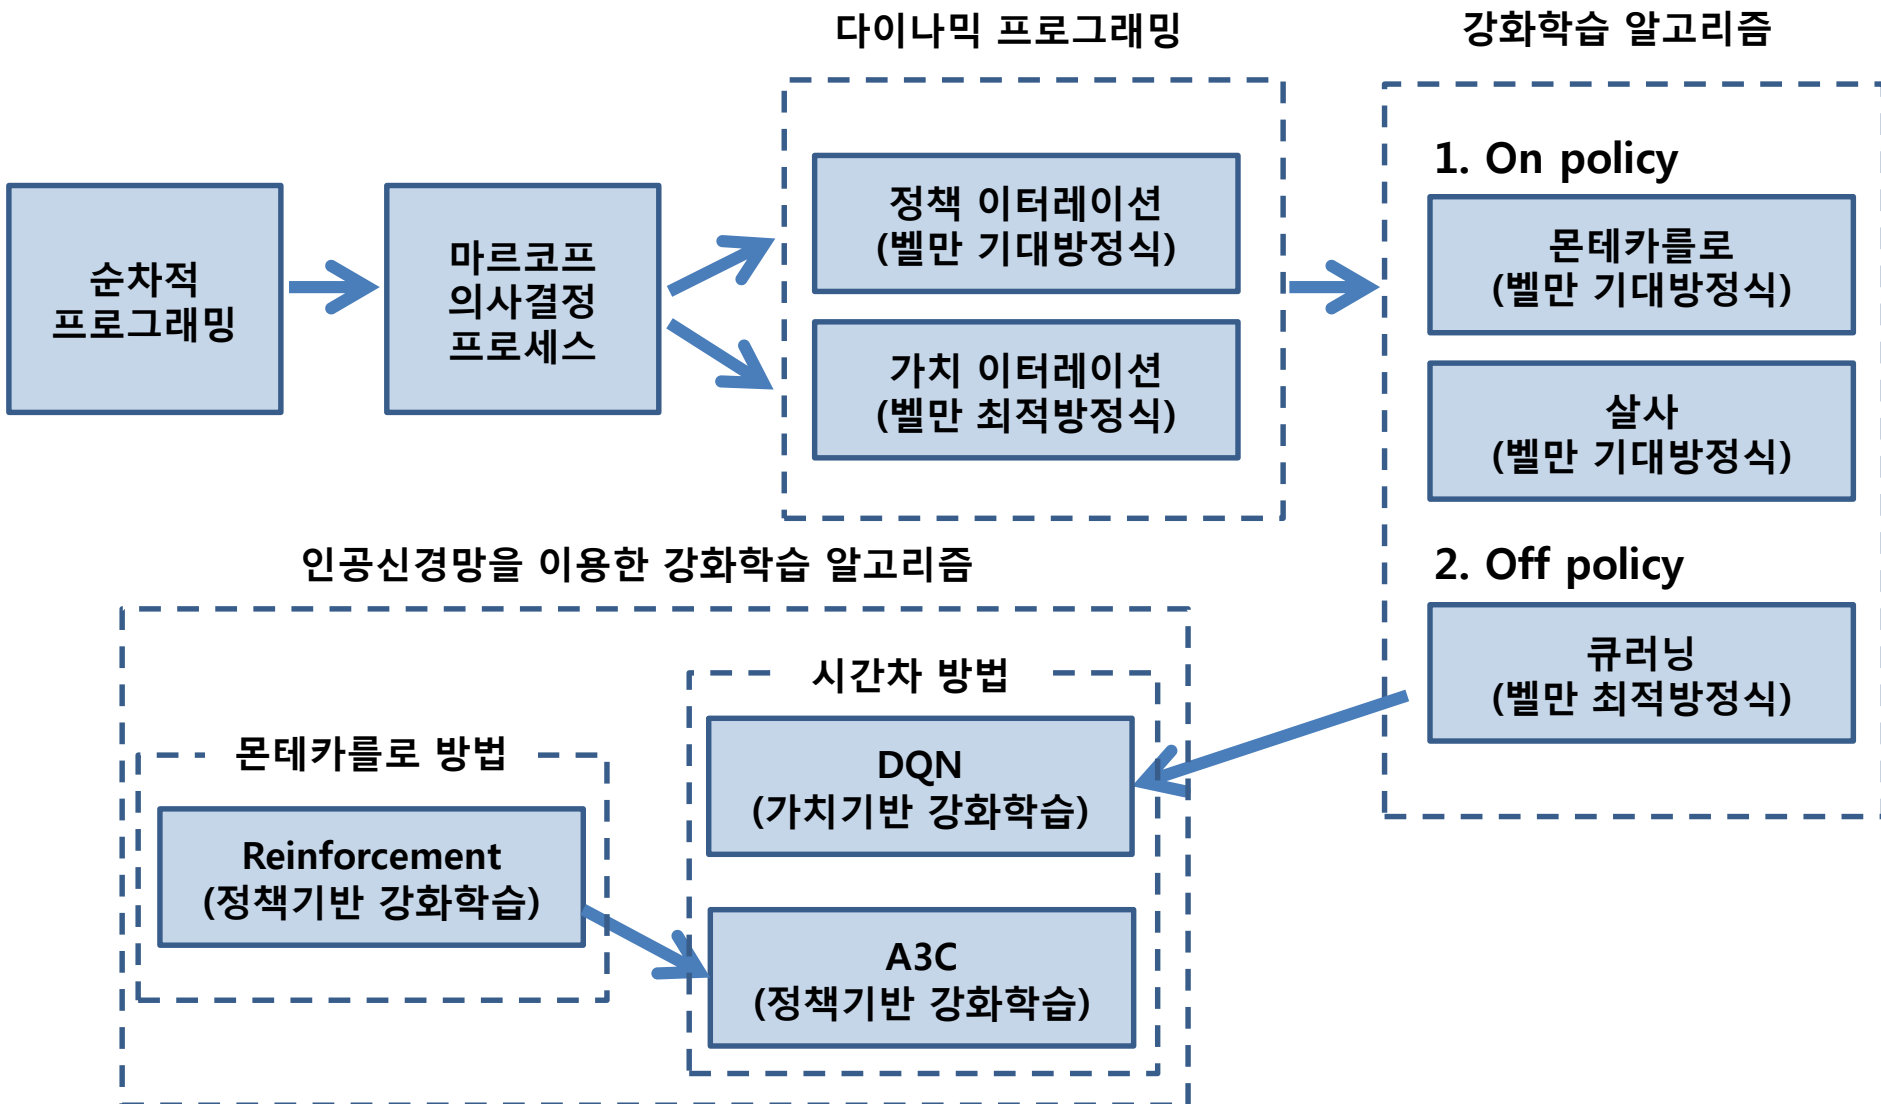 다이나믹 프로그래밍
강화학습 알고리즘
순차적
프로그래밍
마르코프
의사결정
프로세스
정책 이터레이션
(벨만 기대방정식)
가치 이터레이션
(벨만 최적방정식)
1. On policy
몬테카를로
(벨만 기대방정식)
살사
(벨만 기대방정식)
2. Off policy
큐러닝
(벨만 최적방정식)
인공신경망을 이용한 강화학습 알고리즘
몬테카를로 방법
Reinforcement
(정책기반 강화학습)
시간차 방법
DQN
(가치기반 강화학습)
A3C
(정책기반 강화학습)